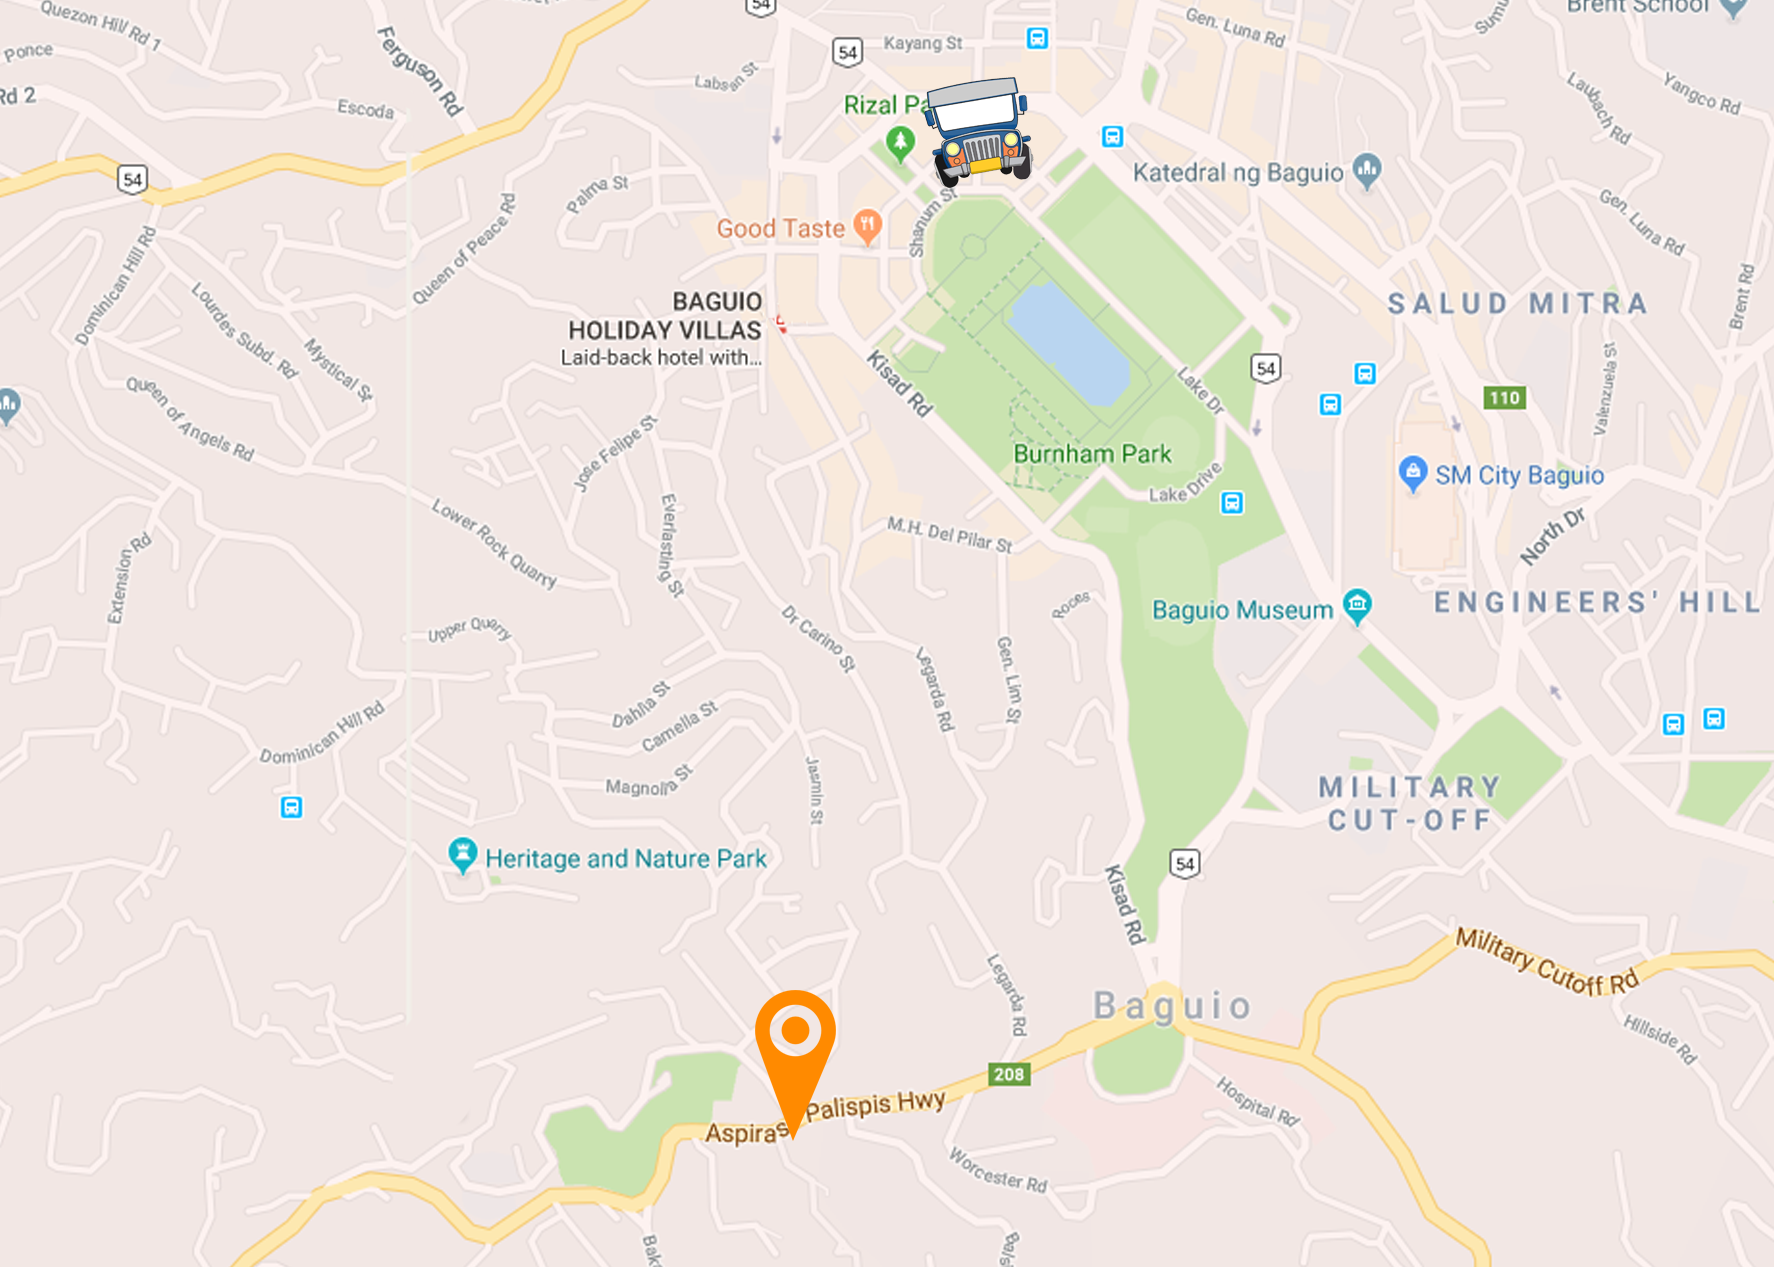 54
Brent School
Quezon Hill Rd 1
Gen. Luna Rd
Ponce
Ferguson Rd
54
Kayang St
Labsan St
Yangco Rd
Laubach Rd
Rd 2
Escoda
Rizal Pa
54
Palma St
Katedral ng Baguio
Queen of Peace Rd
Good Taste
Shanum St
Gen. Luna Rd
Dominican Hill Rd
Lourdes Subd. Rd
BAGUIO
HOLIDAY VILLAS
Laid-back hotel with...
SALUD MITRA
Brent Rd
Mystical St
Kisad Rd
Lake Dr
54
Valenzuela St
110
Queen of Angels Rd
Jose Felipe St
Burnham Park
SM City Baguio
Lake Drive
Everlasting St
Lower Rock Quarry
M.H. Del Pilar St
North Dr
Extension Rd
Roces
Baguio Museum
ENGINEERS' HILL
Upper Quarry
Dr Carino St
Legarda Rd
Gen. Lim St
Dahlia St
Camella St
Dominican Hill Rd
Magnolia St
Jasmin St
MILITARY
CUT-OFF
Heritage and Nature Park
54
Kisad Rd
Military Cutoff Rd
Legarda Rd
Baguio
Hillside Rd
208
Aspiras
Palispis Hwy
Hospital Rd
Worcester Rd